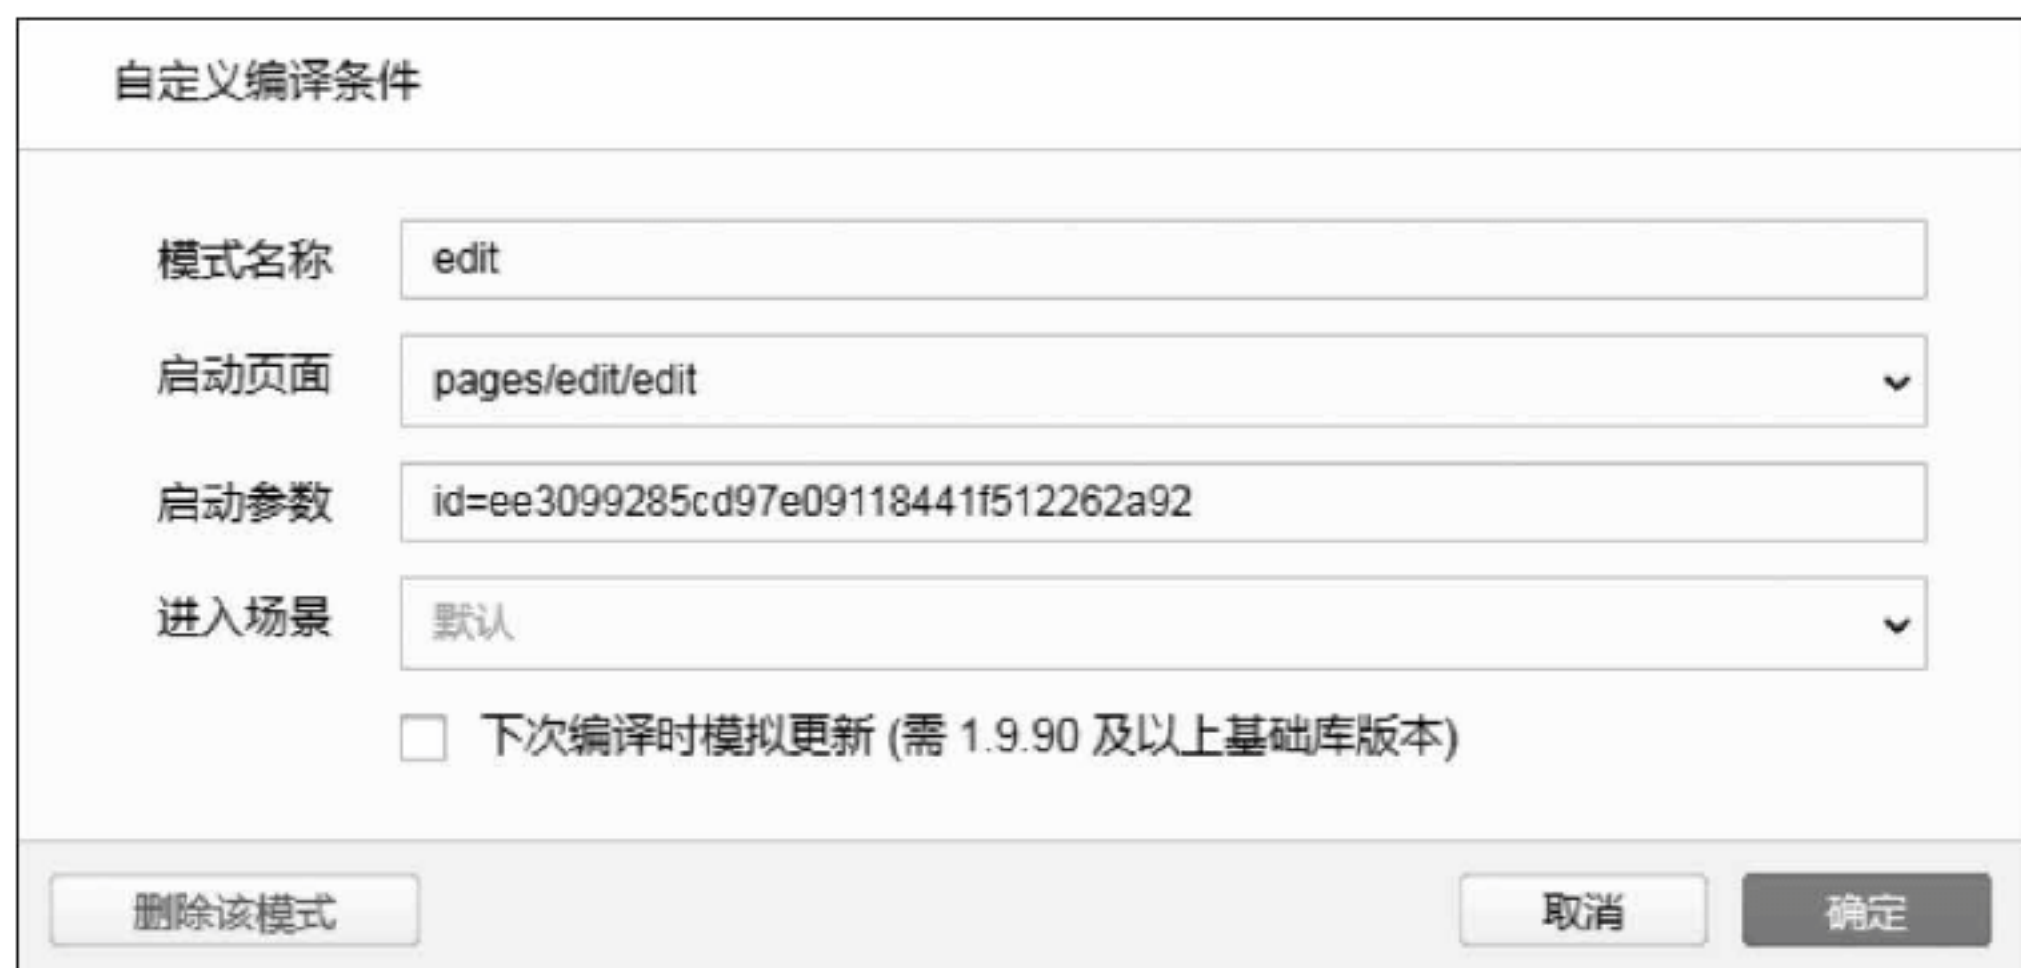 自定义编译条件
模式名称 edit
启动页面 pages/edit/edit
启动参数 id=ee3099285cd97e09118441f512262a92
进入场景 默认
下次编译时模拟更新 (需 1.9.90 及以上基础库版本)
删除该模式 取消 确定